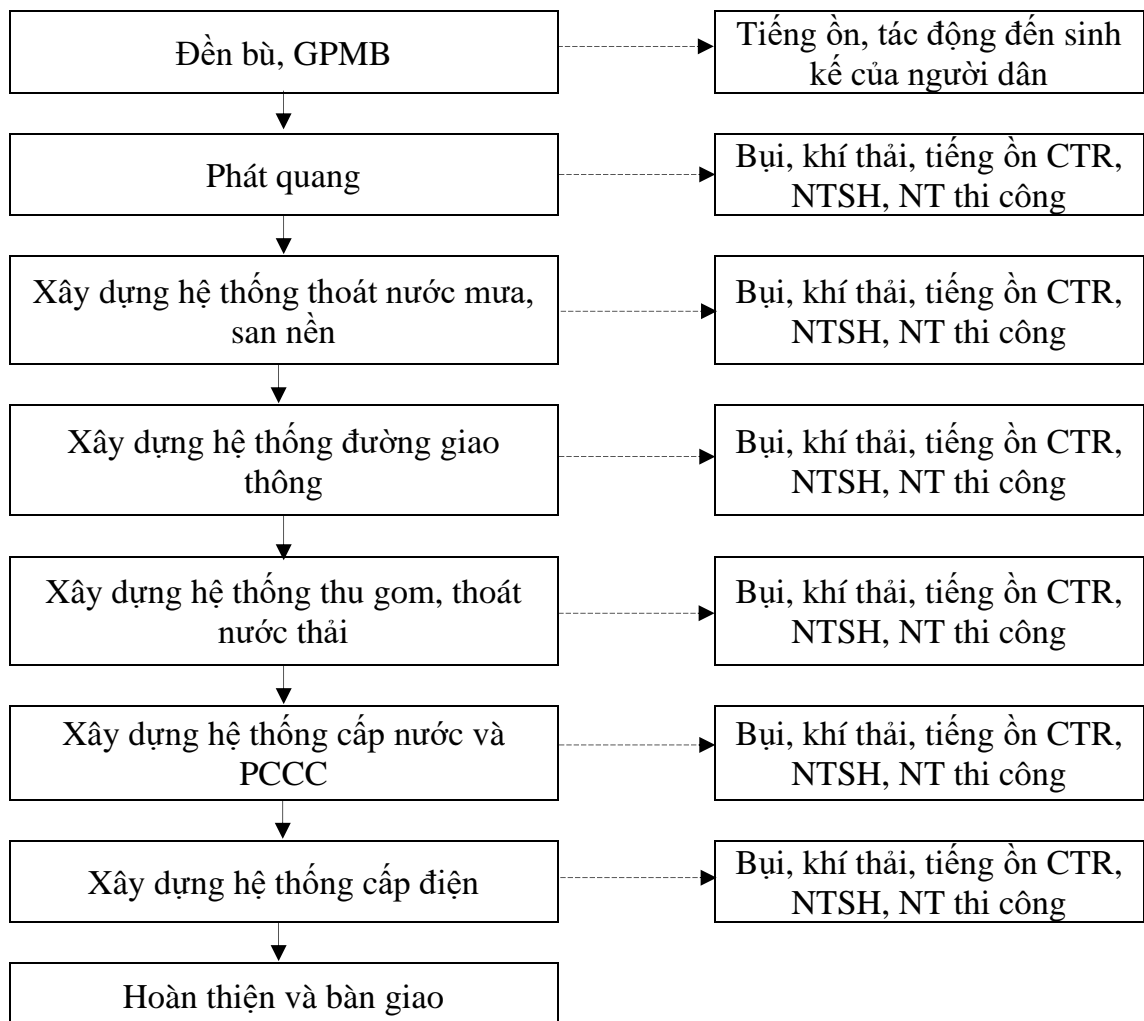 Đền bù, GPMB
Tiếng ồn, tác động đến sinh
kế của người dân
Phát quang
Bụi, khí thải, tiếng ồn CTR,
NTSH, NT thi công
Xây dựng hệ thống thoát nước mưa,
san nền
Bụi, khí thải, tiếng ồn CTR,
NTSH, NT thi công
Xây dựng hệ thống đường giao
thông
Bụi, khí thải, tiếng ồn CTR,
NTSH, NT thi công
Xây dựng hệ thống thu gom, thoát
nước thải
Bụi, khí thải, tiếng ồn CTR,
NTSH, NT thi công
Xây dựng hệ thống cấp nước và
PCCC
Bụi, khí thải, tiếng ồn CTR,
NTSH, NT thi công
Xây dựng hệ thống cấp điện
Bụi, khí thải, tiếng ồn CTR,
NTSH, NT thi công
Hoàn thiện và bàn giao